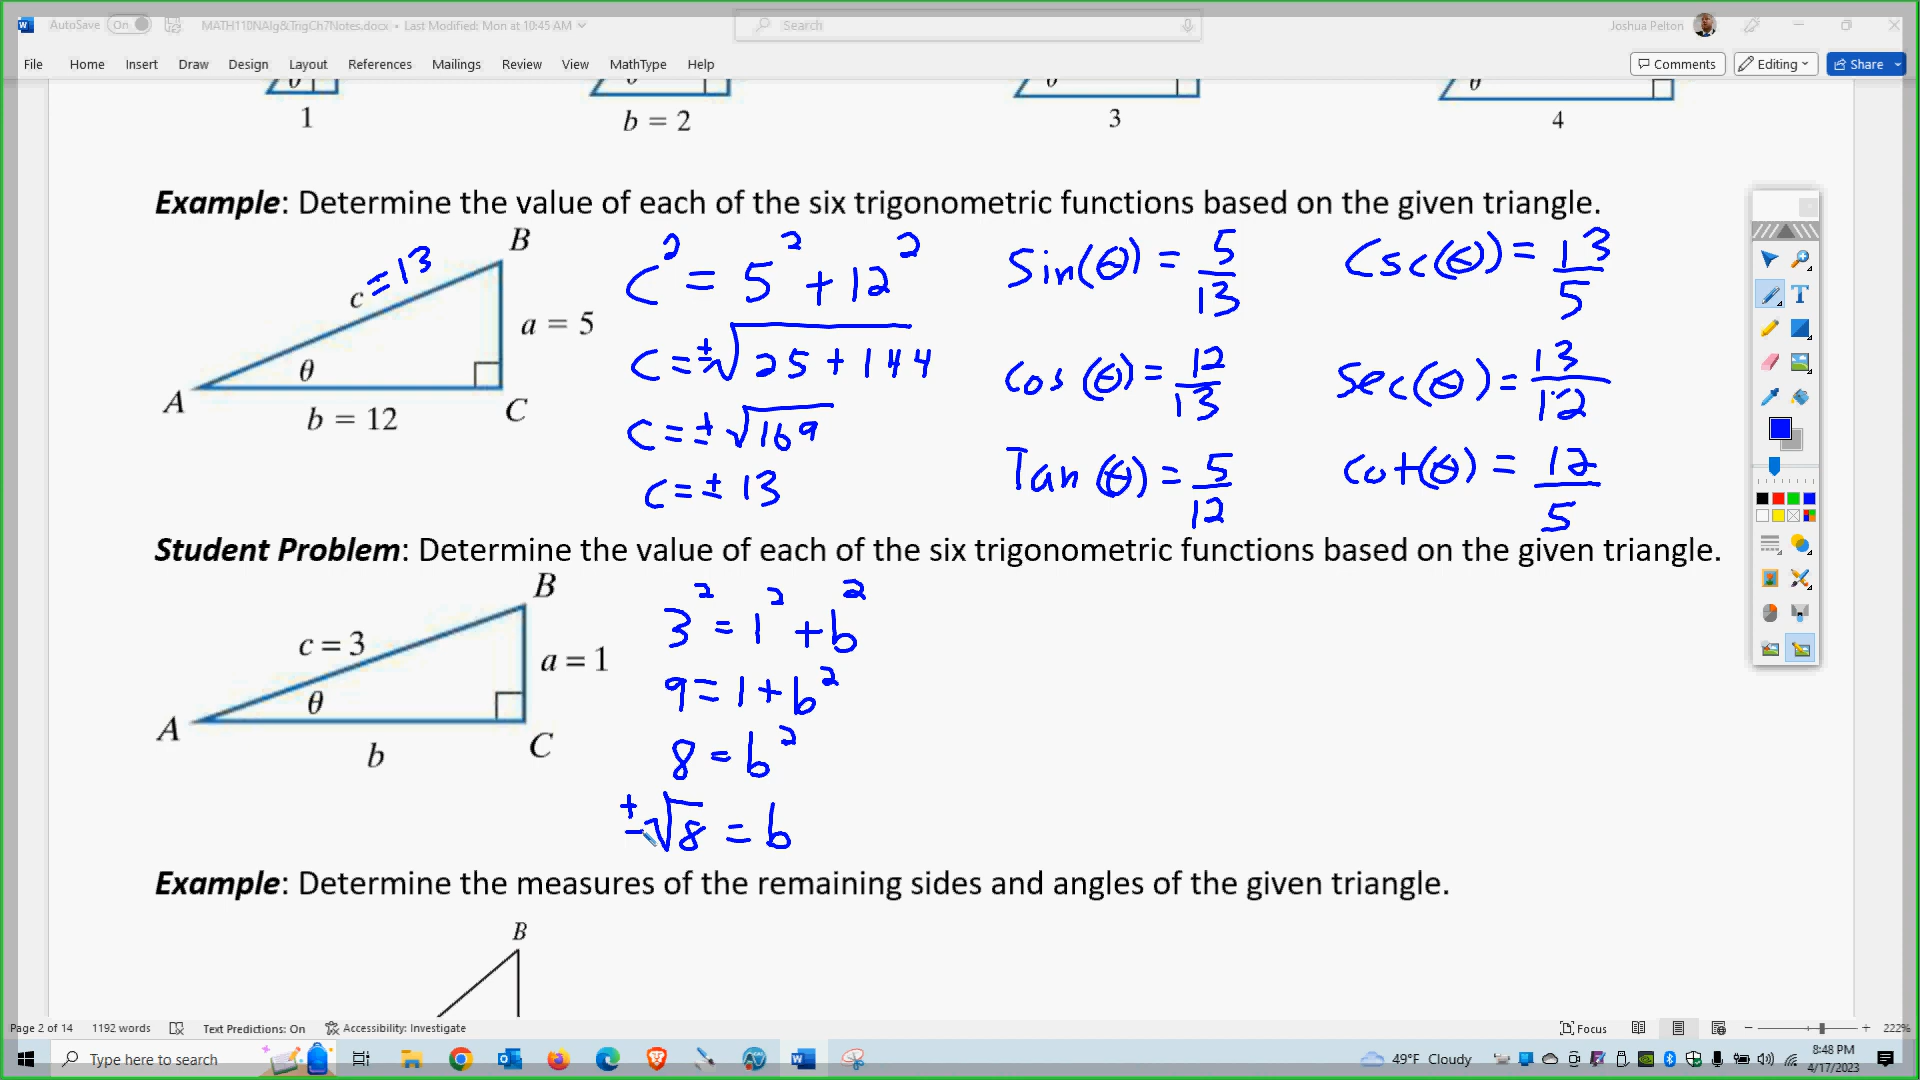 AutoSave On MATH110NAlg&TrigCh7Notes.docx • Last Modified: Mon at 10:45 AM Search Joshua Pelton
File Home Insert Draw Design Layout References Mailings Review View MathType Help Comments Editing Share
θ θ θ θ
1 b = 2 3 4
Example: Determine the value of each of the six trigonometric functions based on the given triangle.
B
c = 13
a = 5
θ
A
b = 12
C
c² = 5² + 12²
c = ±√25 + 144
c = ±√169
c = ± 13
Sin(θ) = 5/13
Cos(θ) = 12/13
Tan(θ) = 5/12
Csc(θ) = 13/5
Sec(θ) = 13/12
Cot(θ) = 12/5
Student Problem: Determine the value of each of the six trigonometric functions based on the given triangle.
B
c = 3
a = 1
θ
A
b
C
3² = 1² + b²
9 = 1 + b²
8 = b²
±√8 = b
Example: Determine the measures of the remaining sides and angles of the given triangle.
B
Page 2 of 14 1192 words Text Predictions: On Accessibility: Investigate Focus 222%
Type here to search 49°F Cloudy 8:48 PM
4/17/2023